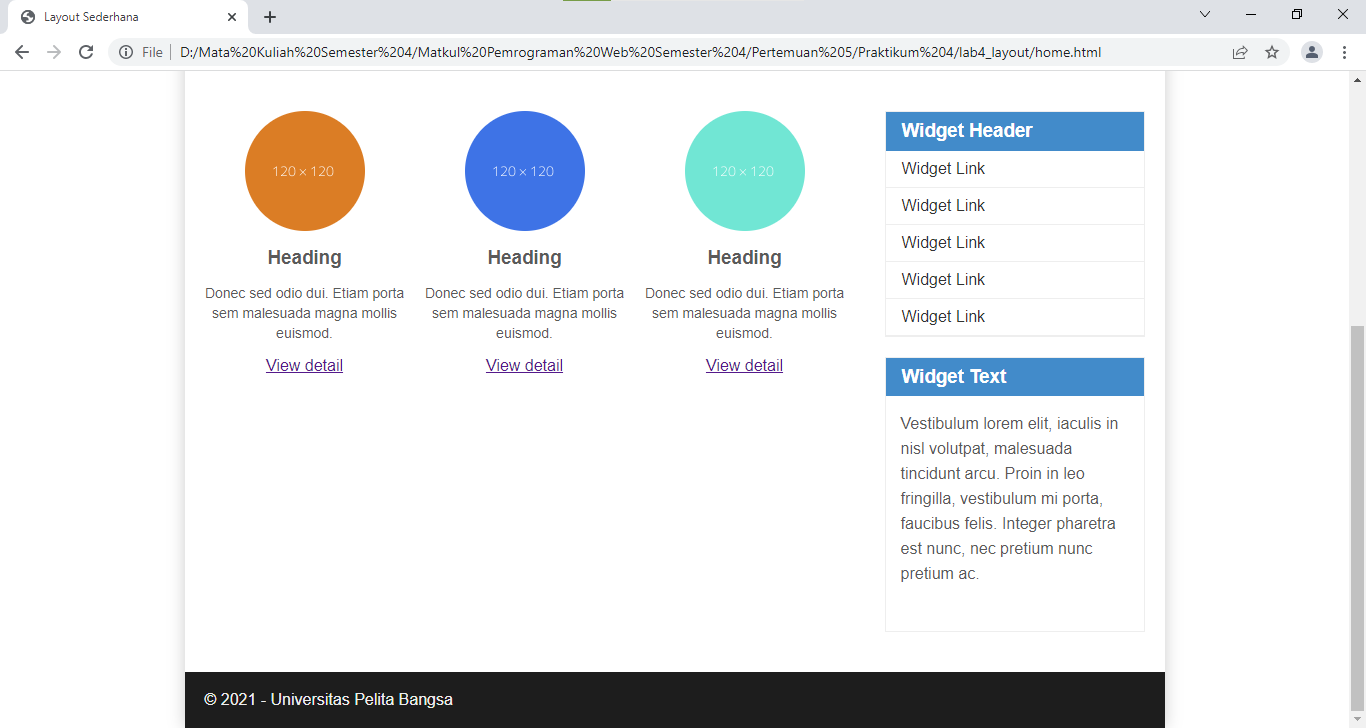 Layout Sederhana
File
D:/Mata%20Kuliah%20Semester%204/Matkul%20Pemrograman%20Web%20Semester%204/Pertemuan%205/Praktikum%204/lab4_layout/home.html
120 × 120
Heading
Donec sed odio dui. Etiam porta
sem malesuada magna mollis
euismod.
View detail
120 × 120
Heading
Donec sed odio dui. Etiam porta
sem malesuada magna mollis
euismod.
View detail
120 × 120
Heading
Donec sed odio dui. Etiam porta
sem malesuada magna mollis
euismod.
View detail
Widget Header
Widget Link
Widget Link
Widget Link
Widget Link
Widget Link
Widget Text
Vestibulum lorem elit, iaculis in
nisl volutpat, malesuada
tincidunt arcu. Proin in leo
fringilla, vestibulum mi porta,
faucibus felis. Integer pharetra
est nunc, nec pretium nunc
pretium ac.
© 2021 - Universitas Pelita Bangsa